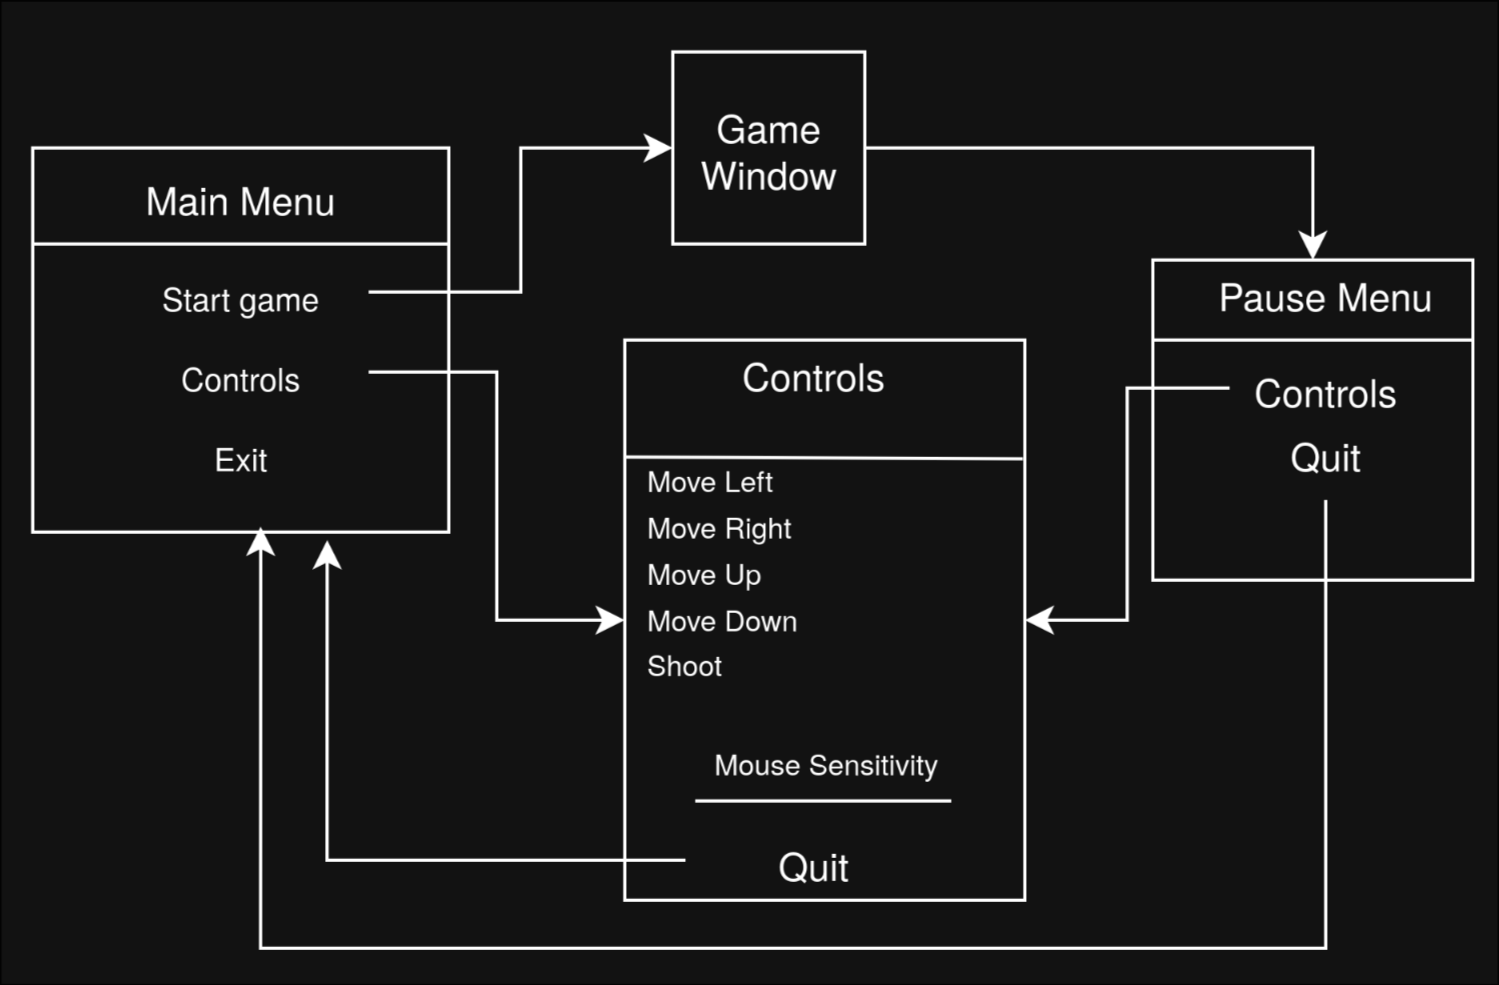 Game
Window
Main Menu
Start game
Controls
Exit
Controls
Move Left
Move Right
Move Up
Move Down
Shoot
Mouse Sensitivity
Quit
Pause Menu
Controls
Quit